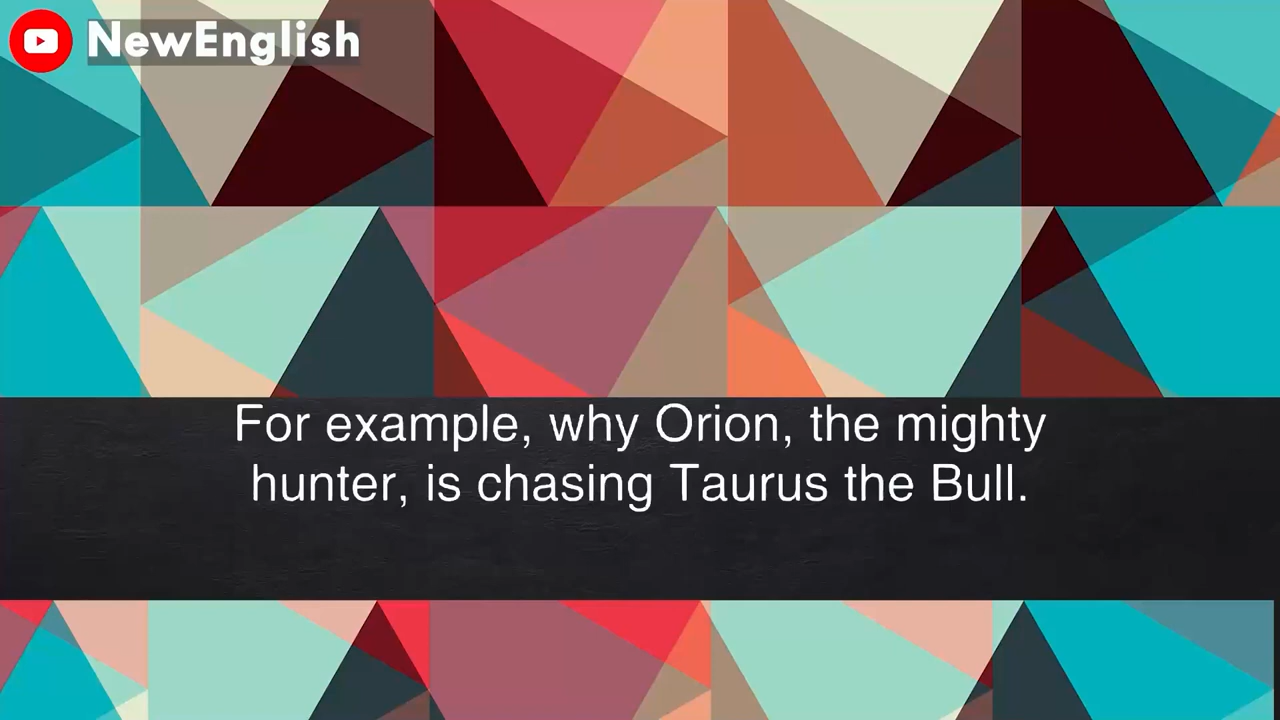 NewEnglish
For example, why Orion, the mighty
hunter, is chasing Taurus the Bull.